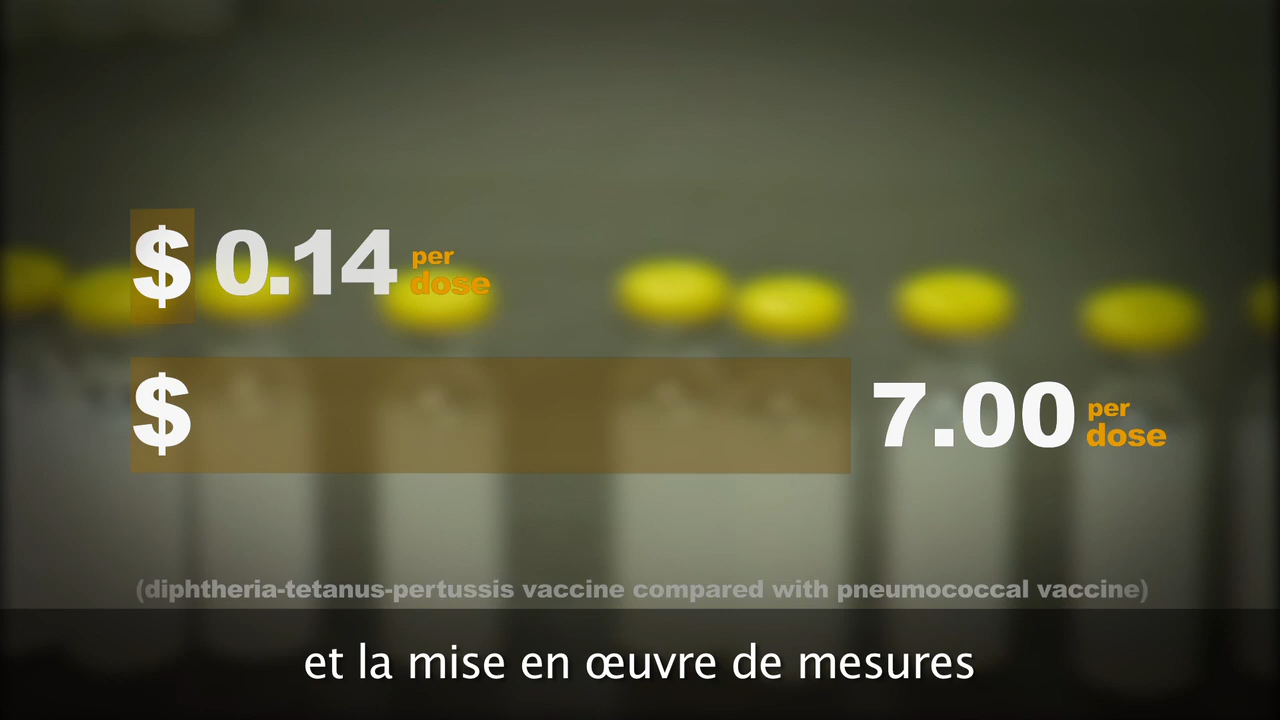 $ 0.14 per
dose
$ 7.00 per
dose
(diphtheria-tetanus-pertussis vaccine compared with pneumococcal vaccine)
et la mise en œuvre de mesures